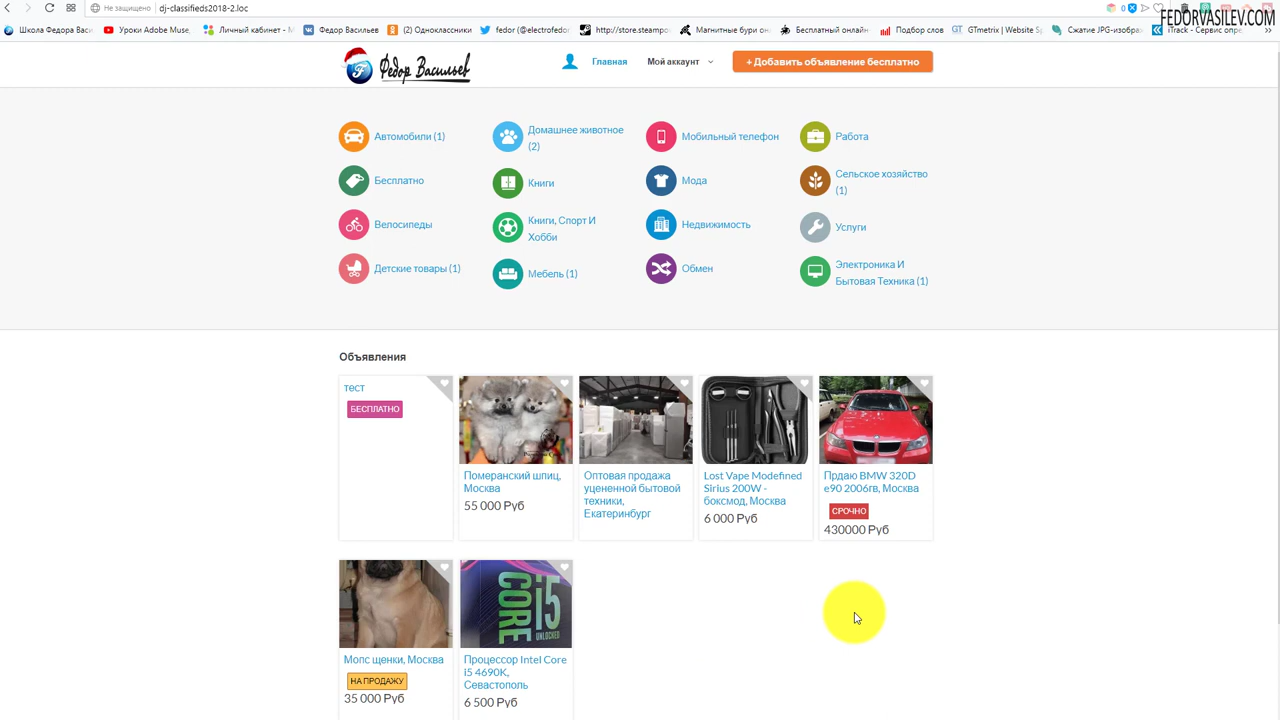 Не защищено
dj-classifieds2018-2.loc
FEDORVASILEV.COM
Школа Федора Васи.
Уроки Adobe Muse,
Личный кабинет - М
Федор Васильев
(2) Одноклассники
fedor (@electrofedo
http://store.steampo
Магнитные бури он
Бесплатный онлайн
Подбор слов
GTmetrix | Website S
Сжатие JPG-изображ
iTrack - Сервис опре
Федор Васильев
Главная
Мой аккаунт
+ Добавить объявление бесплатно
Автомобили (1)
Домашнее животное
(2)
Мобильный телефон
Работа
Бесплатно
Книги
Мода
Сельское хозяйство
(1)
Велосипеды
Книги, Спорт И
Хобби
Недвижимость
Услуги
Детские товары (1)
Мебель (1)
Обмен
Электроника И
Бытовая Техника (1)
Объявления
тест
БЕСПЛАТНО
Померанский шпиц,
Москва
55 000 Руб
Оптовая продажа
уцененной бытовой
техники,
Екатеринбург
Lost Vape Modefined
Sirius 200W -
боксмод, Москва
6 000 Руб
Прдаю BMW 320D
e90 2006гв, Москва
СРОЧНО
430000 Руб
CORE i5
UNLOCKED
Мопс щенки, Москва
НА ПРОДАЖУ
35 000 Руб
Процессор Intel Core
i5 4690K,
Севастополь
6 500 Руб